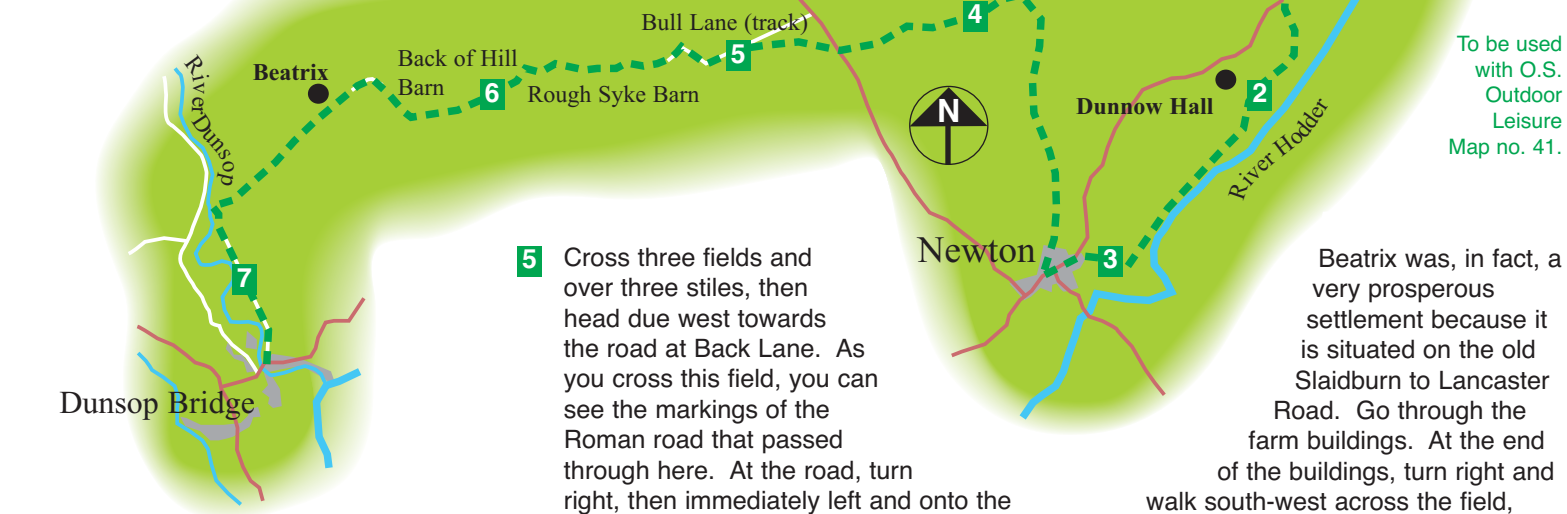 Bull Lane (track)
4
5
Back of Hill
Barn
Beatrix
6
Rough Syke Barn
River Dunsop
7
Dunsop Bridge
N
Dunnow Hall
2
River Hodder
Newton
3
To be used
with O.S.
Outdoor
Leisure
Map no. 41.
5 Cross three fields and
over three stiles, then
head due west towards
the road at Back Lane. As
you cross this field, you can
see the markings of the
Roman road that passed
through here. At the road, turn
right, then immediately left and onto the
Beatrix was, in fact, a
very prosperous
settlement because it
is situated on the old
Slaidburn to Lancaster
Road. Go through the
farm buildings. At the end
of the buildings, turn right and
walk south-west across the field,